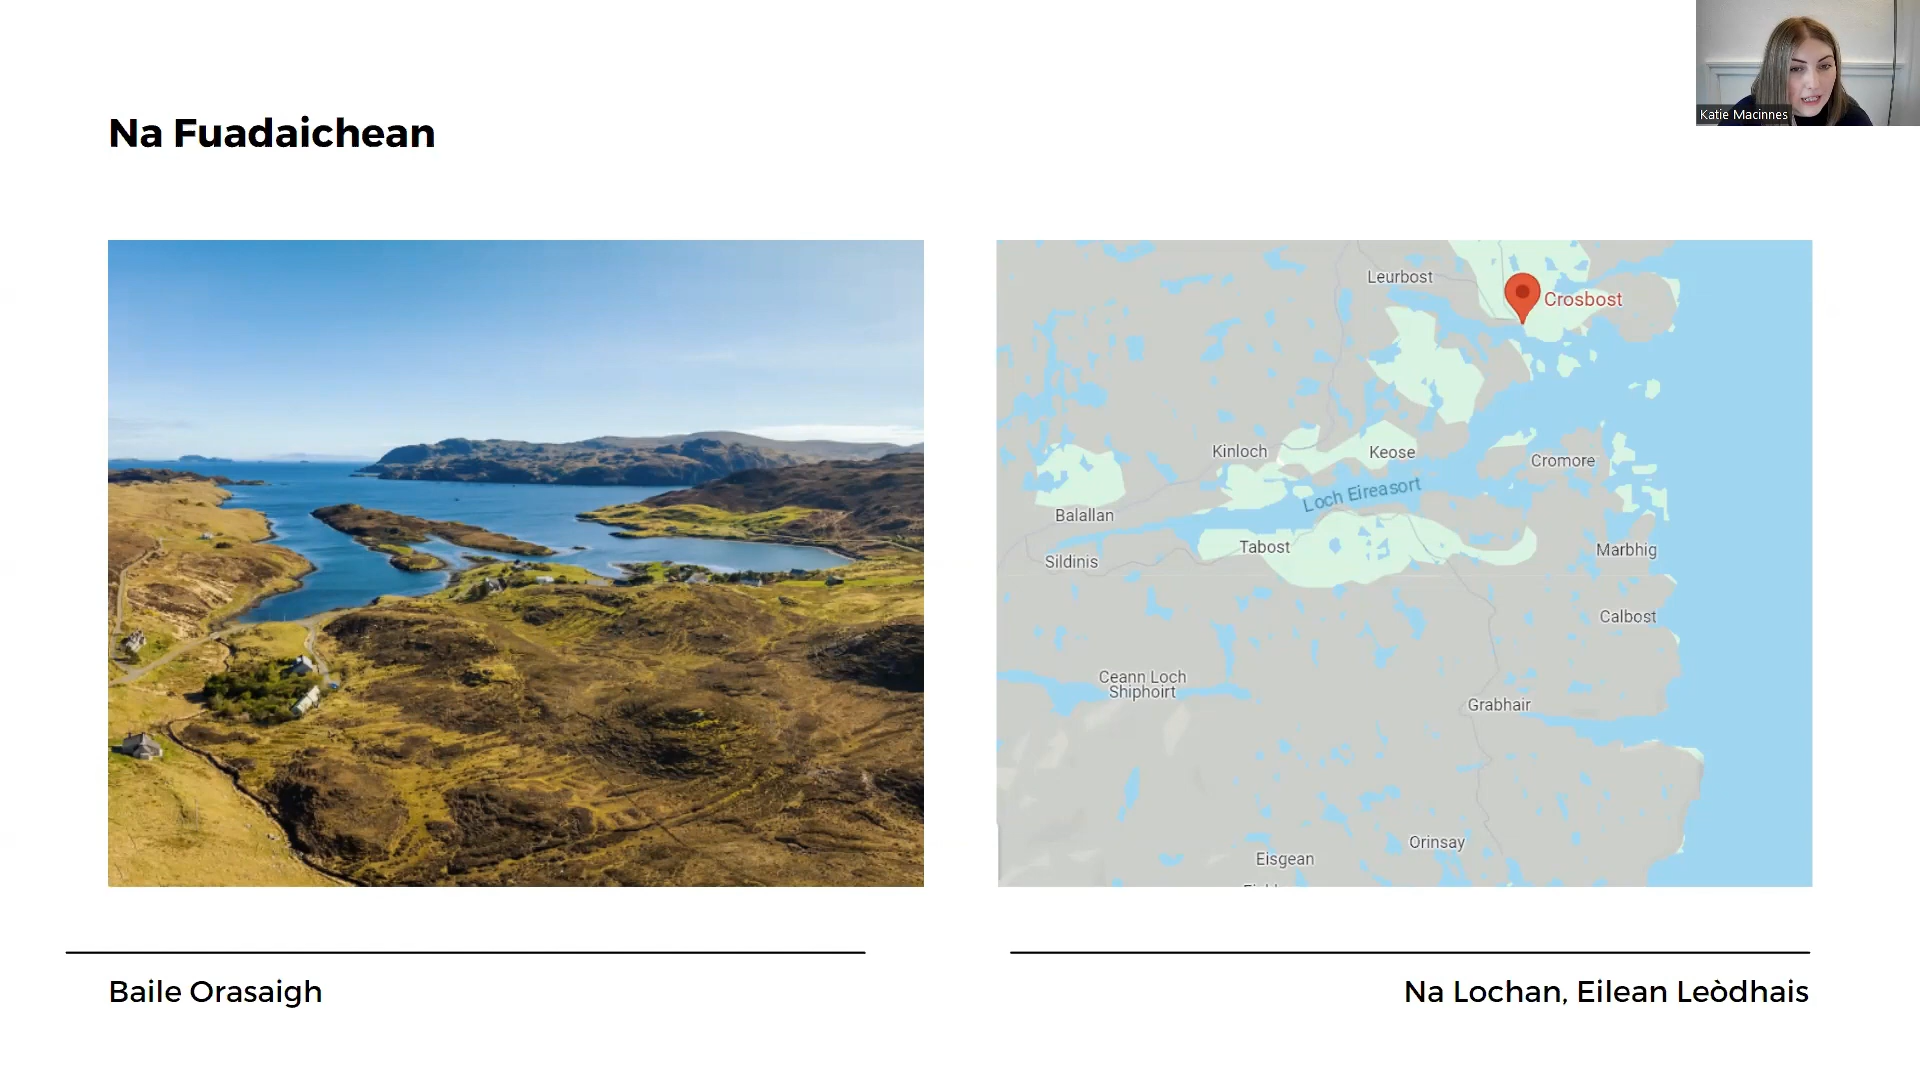 Katie Macinnes
Na Fuadaichean
Leurbost
Crosbost
Kinloch
Keose
Cromore
Loch Eireasort
Balallan
Tabost
Marbhig
Sildinis
Calbost
Ceann Loch
Shiphoirt
Grabhair
Orinsay
Eisgean
Baile Orasaigh
Na Lochan, Eilean Leòdhais